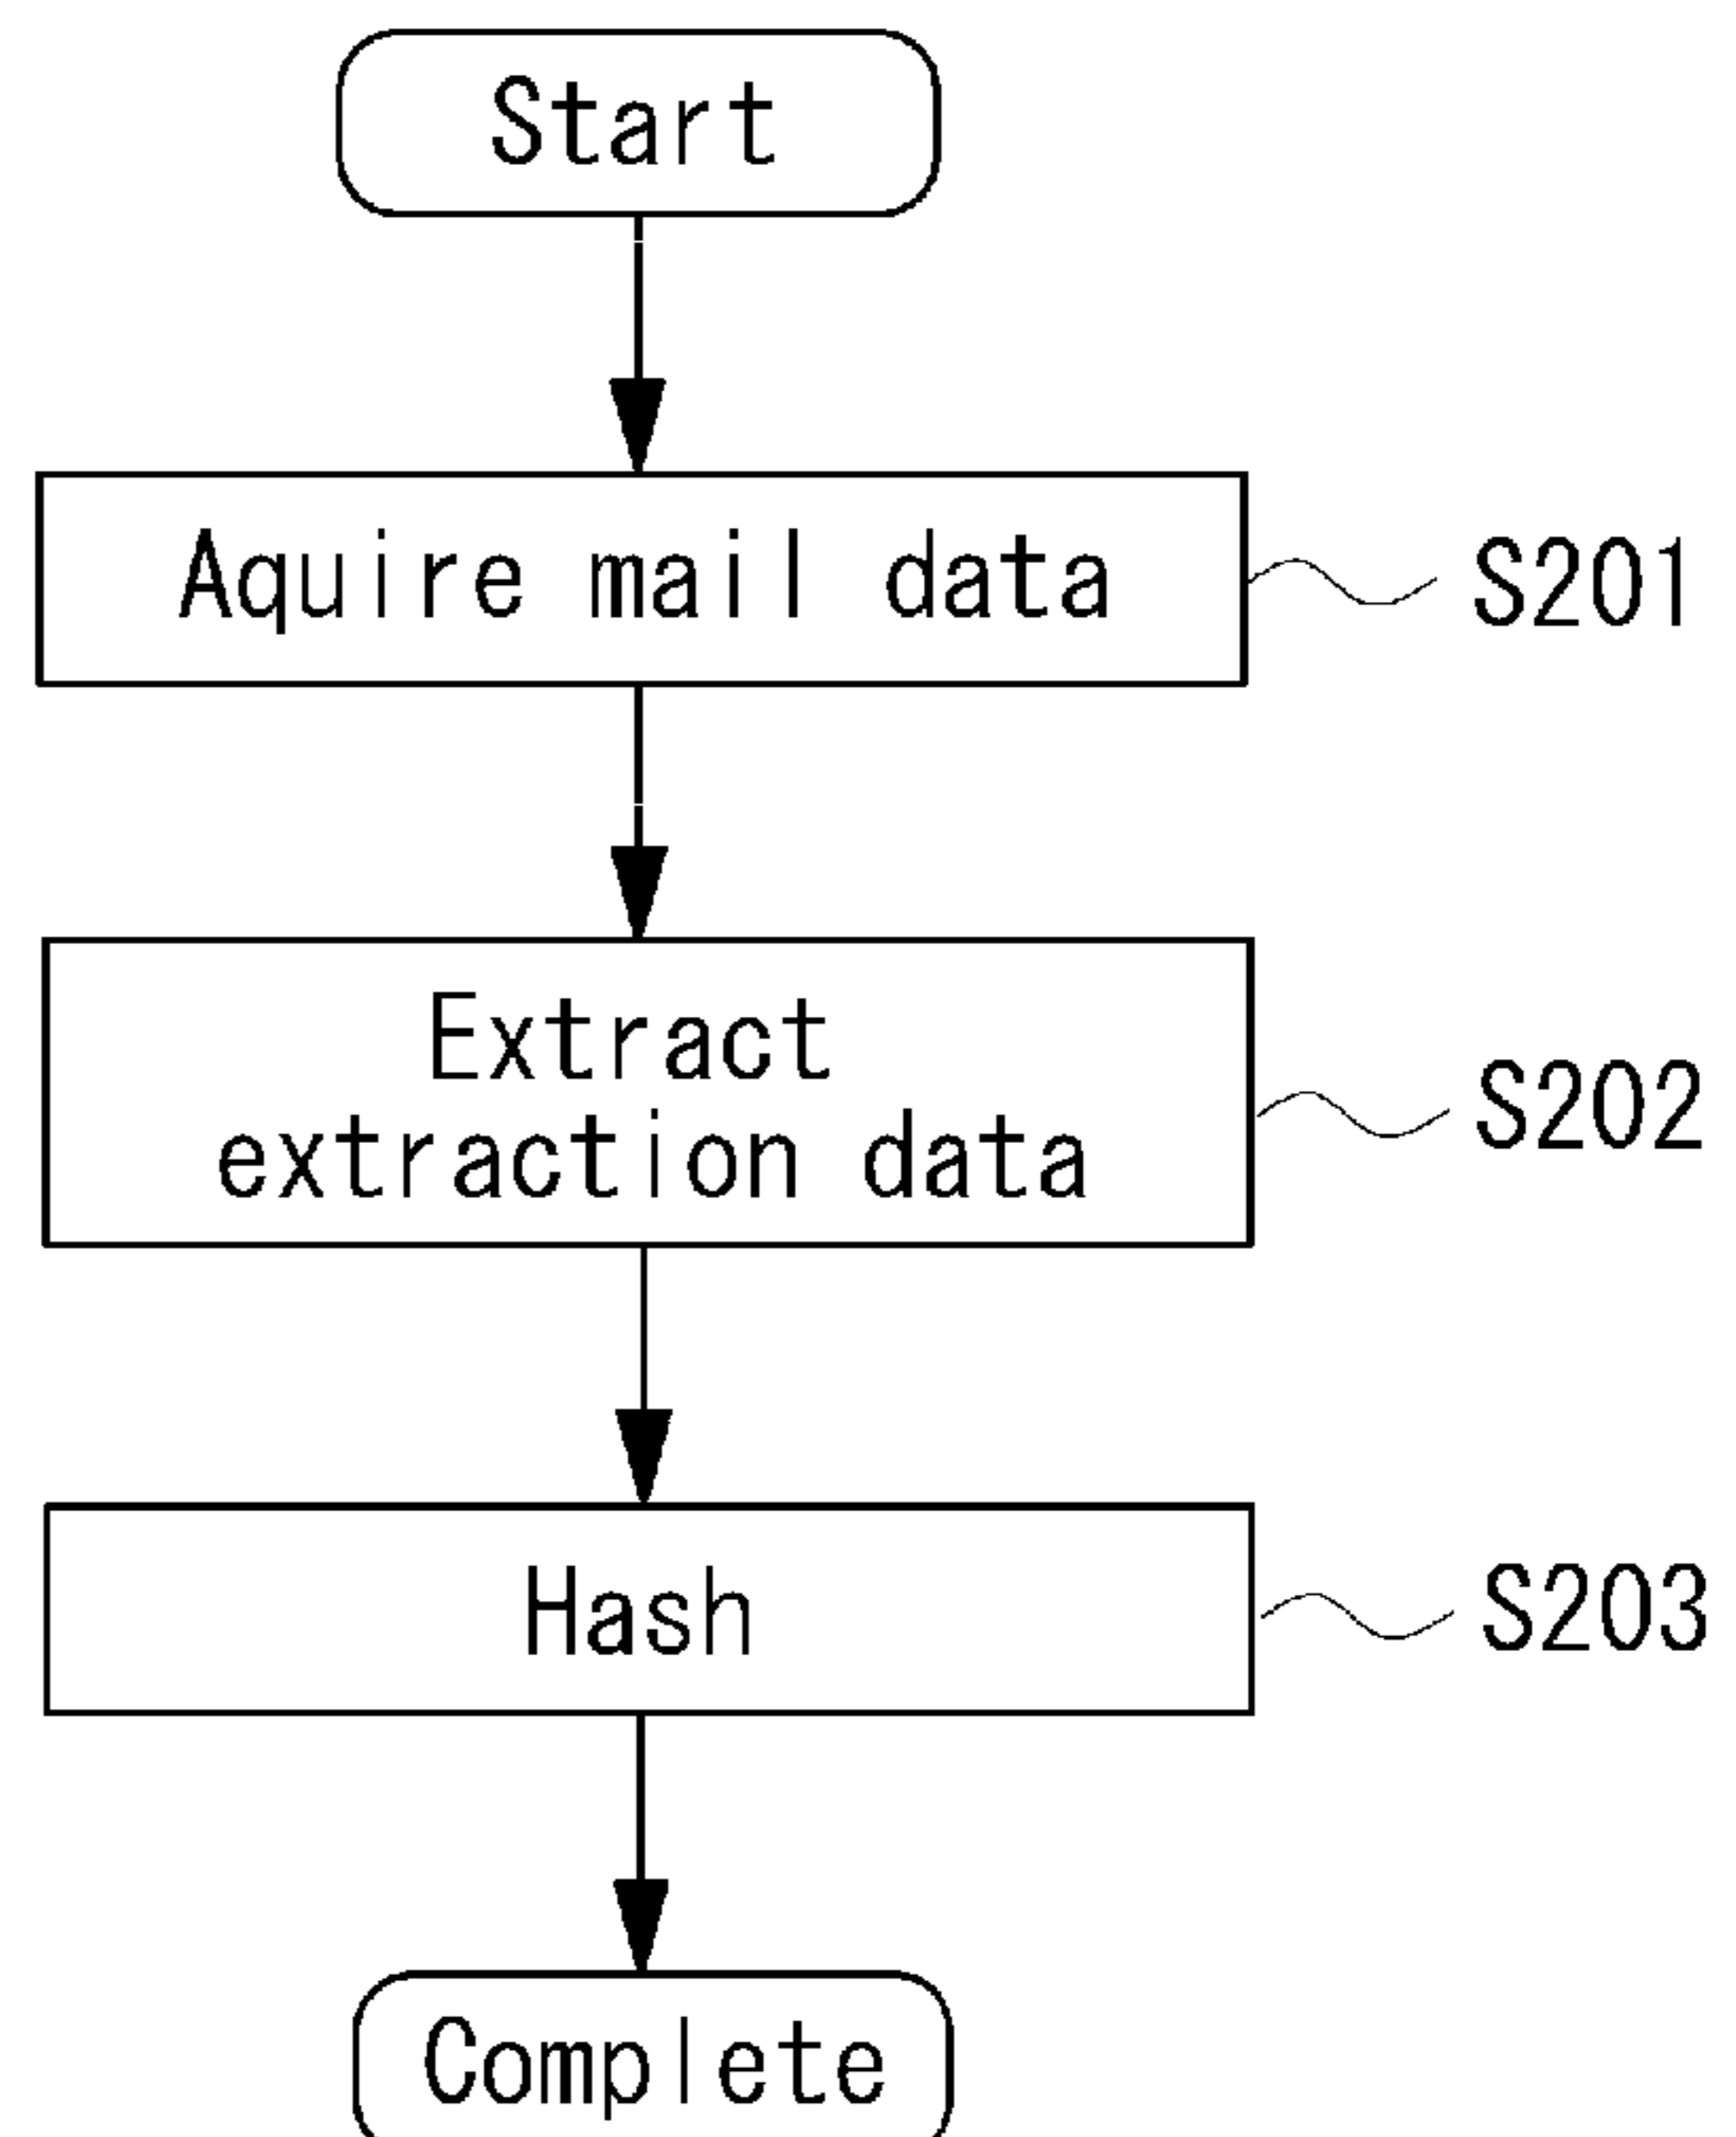 Start
Aquire mail data
S201
Extract
extraction data
S202
Hash
S203
Complete